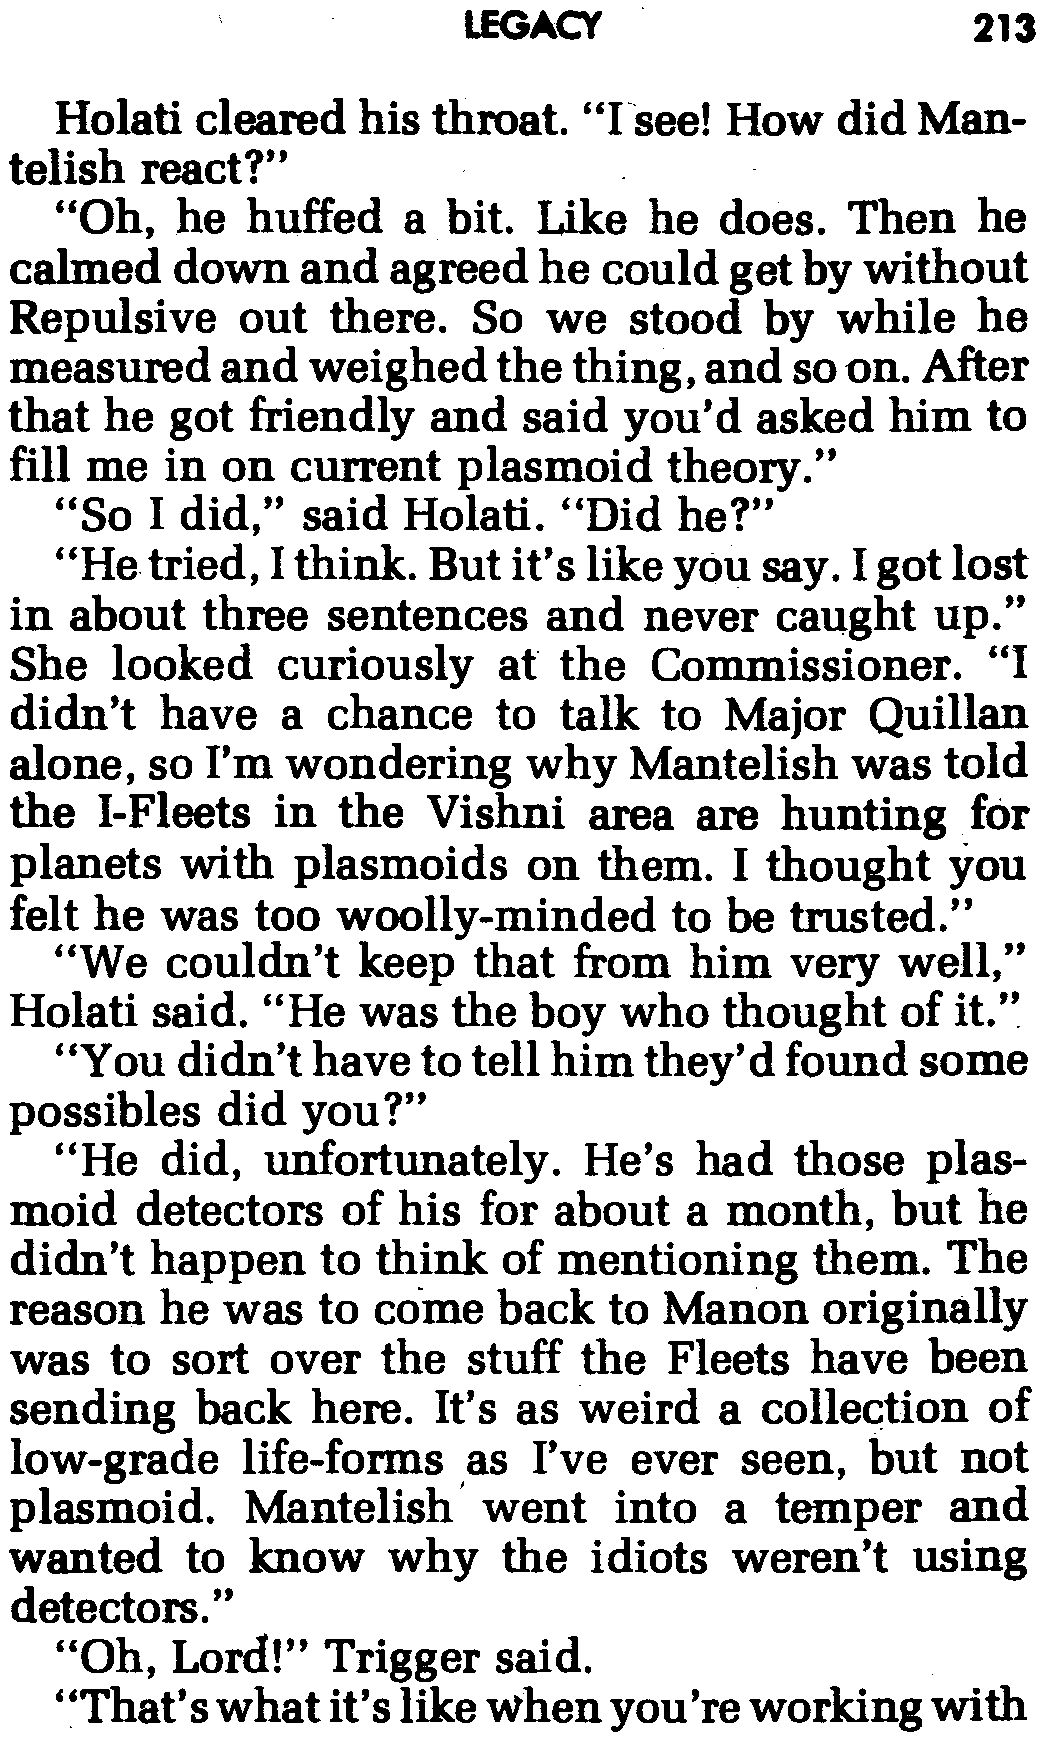 LEGACY 213
Holati cleared his throat. “I see! How did Man-
telish react?”
“Oh, he huffed a bit. Like he does. Then he
calmed down and agreed he could get by without
Repulsive out there. So we stood by while he
measured and weighed the thing, and so on. After
that he got friendly and said you’d asked him to
fill me in on current plasmoid theory.”
“So I did,” said Holati. “Did he?”
“He tried, I think. But it’s like you say. I got lost
in about three sentences and never caught up.”
She looked curiously at the Commissioner. “I
didn’t have a chance to talk to Major Quillan
alone, so I’m wondering why Mantelish was told
the I-Fleets in the Vishni area are hunting for
planets with plasmoids on them. I thought you
felt he was too woolly-minded to be trusted.”
“We couldn’t keep that from him very well,”
Holati said. “He was the boy who thought of it.”
“You didn’t have to tell him they’d found some
possibles did you?”
“He did, unfortunately. He’s had those plas-
moid detectors of his for about a month, but he
didn’t happen to think of mentioning them. The
reason he was to come back to Manon originally
was to sort over the stuff the Fleets have been
sending back here. It’s as weird a collection of
low-grade life-forms as I’ve ever seen, but not
plasmoid. Mantelish went into a temper and
wanted to know why the idiots weren’t using
detectors.”
“Oh, Lord!” Trigger said.
“That’s what it’s like when you’re working with